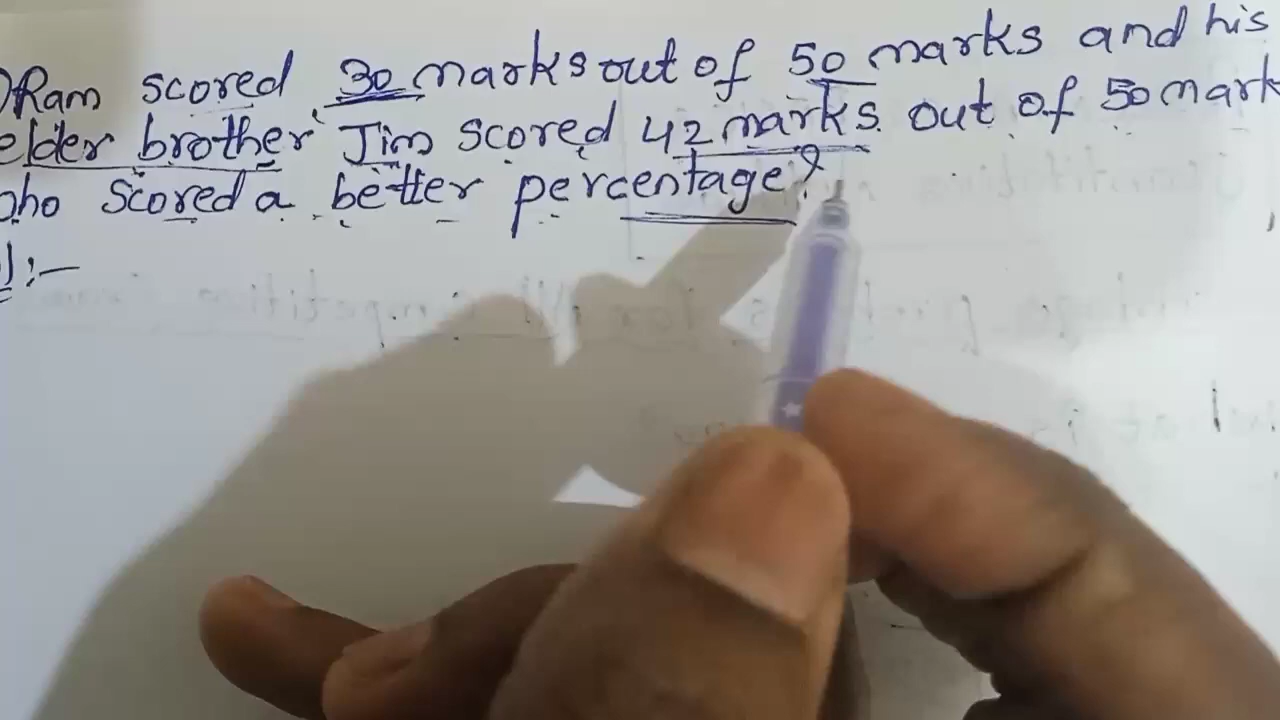 Ram scored 30 marks out of 50 marks and his
elder brother Jim scored 42 marks out of 50 mark
who scored a better percentage?
:-